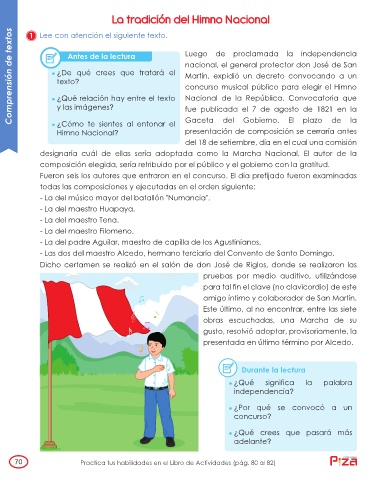 La tradición del Himno Nacional
Comprensión de textos
1 Lee con atención el siguiente texto.
Antes de la lectura
¿De qué crees que tratará el
texto?
¿Qué relación hay entre el texto
y las imágenes?
¿Cómo te sientes al entonar el
Himno Nacional?
Luego de proclamada la independencia
nacional, el general protector don José de San
Martín, expidió un decreto convocando a un
concurso musical público para elegir el Himno
Nacional de la República. Convocatoria que
fue publicada el 7 de agosto de 1821 en la
Gaceta del Gobierno. El plazo de la
presentación de composición se cerraría antes
del 18 de setiembre, día en el cual una comisión
designaría cuál de ellas sería adoptada como la Marcha Nacional. El autor de la
composición elegida, sería retribuido por el público y el gobierno con la gratitud.
Fueron seis los autores que entraron en el concurso. El día prefijado fueron examinadas
todas las composiciones y ejecutadas en el orden siguiente:
- La del músico mayor del batallón "Numancia".
- La del maestro Huapaya.
- La del maestro Tena.
- La del maestro Filomeno.
- La del padre Aguilar, maestro de capilla de los Agustinianos.
- Las dos del maestro Alcedo, hermano terciario del Convento de Santo Domingo.
Dicho certamen se realizó en el salón de don José de Riglos, donde se realizaron las
pruebas por medio auditivo, utilizándose
para tal fin el clave (no clavicordio) de este
amigo íntimo y colaborador de San Martín.
Este último, al no encontrar, entre las siete
obras escuchadas, una Marcha de su
gusto, resolvió adoptar, provisoriamente, la
presentada en último término por Alcedo.
Durante la lectura
¿Qué significa la palabra
independencia?
¿Por qué se convocó a un
concurso?
¿Qué crees que pasará más
adelante?
70
Practica tus habilidades en el Libro de Actividades (pág. 80 al 82)